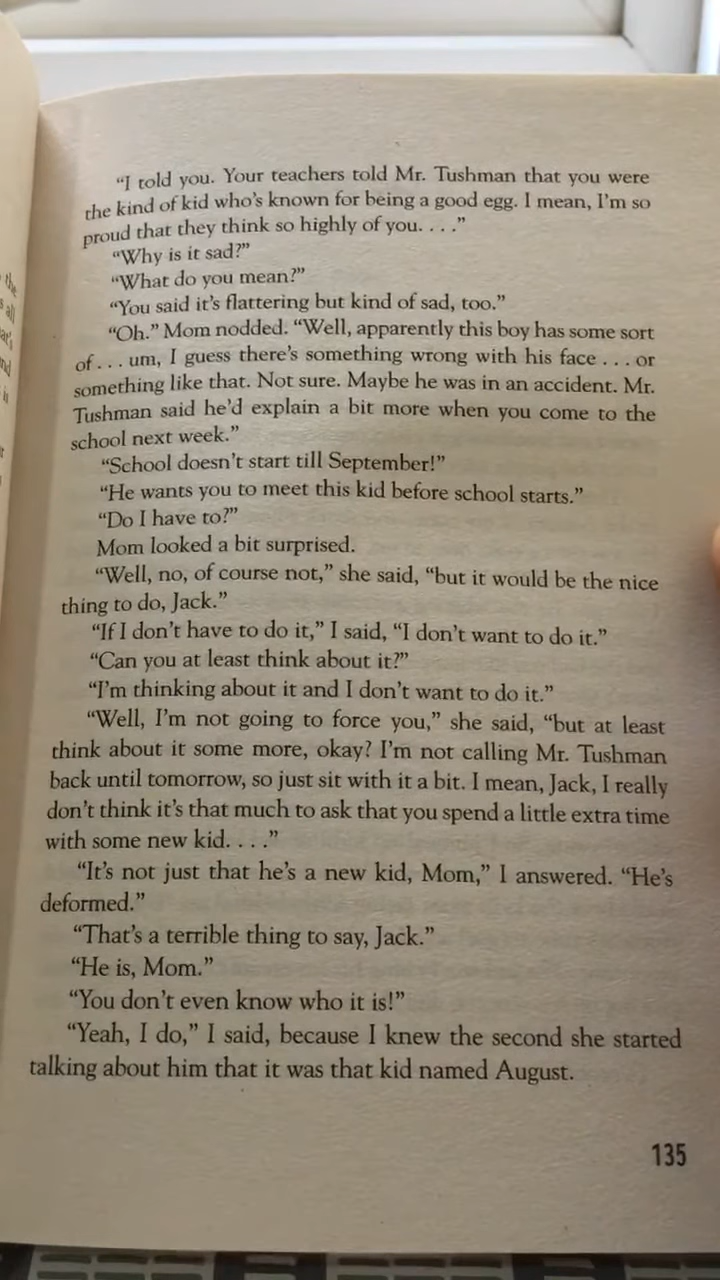 “I told you. Your teachers told Mr. Tushman that you were
the kind of kid who’s known for being a good egg. I mean, I’m so
proud that they think so highly of you. . . .”
“Why is it sad?”
“What do you mean?”
“You said it’s flattering but kind of sad, too.”
“Oh.” Mom nodded. “Well, apparently this boy has some sort
of . . . um, I guess there’s something wrong with his face . . . or
something like that. Not sure. Maybe he was in an accident. Mr.
Tushman said he’d explain a bit more when you come to the
school next week.”
“School doesn’t start till September!”
“He wants you to meet this kid before school starts.”
“Do I have to?”
Mom looked a bit surprised.
“Well, no, of course not,” she said, “but it would be the nice
thing to do, Jack.”
“If I don’t have to do it,” I said, “I don’t want to do it.”
“Can you at least think about it?”
“I’m thinking about it and I don’t want to do it.”
“Well, I’m not going to force you,” she said, “but at least
think about it some more, okay? I’m not calling Mr. Tushman
back until tomorrow, so just sit with it a bit. I mean, Jack, I really
don’t think it’s that much to ask that you spend a little extra time
with some new kid. . . .”
“It’s not just that he’s a new kid, Mom,” I answered. “He’s
deformed.”
“That’s a terrible thing to say, Jack.”
“He is, Mom.”
“You don’t even know who it is!”
“Yeah, I do,” I said, because I knew the second she started
talking about him that it was that kid named August.
135